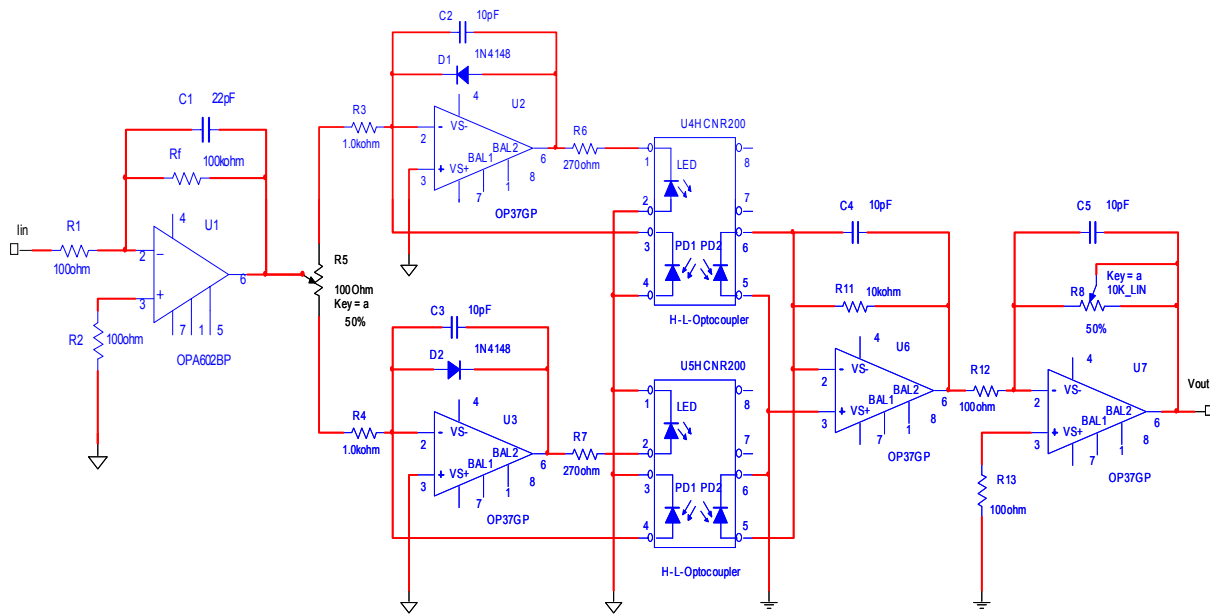 C1
22pF
Rf
100kohm
4
U1
Iin
R1
100ohm
2
3
6
7
1
5
R2
100ohm
OPA602BP
R5
100Ohm
Key = a
50%
C2
10pF
D1
1N4148
R3
1.0kohm
4
U2
2
VS-
BAL2
BAL1
VS+
3
7
1
6
8
OP37GP
R6
270ohm
C3
10pF
D2
1N4148
R4
1.0kohm
4
U3
2
VS-
BAL2
BAL1
VS+
3
7
1
6
8
OP37GP
R7
270ohm
U4HCNR200
LED
1
8
2
7
3
PD1
PD2
6
4
5
H-L-Optocoupler
U5HCNR200
LED
1
8
2
7
3
PD1
PD2
6
4
5
H-L-Optocoupler
C4
10pF
R11
10kohm
4
U6
2
VS-
BAL2
BAL1
VS+
3
7
1
6
8
OP37GP
R12
100ohm
C5
10pF
Key = a
10K_LIN
R8
50%
4
U7
2
VS-
BAL2
BAL1
VS+
3
7
1
6
8
OP37GP
R13
100ohm
Vout